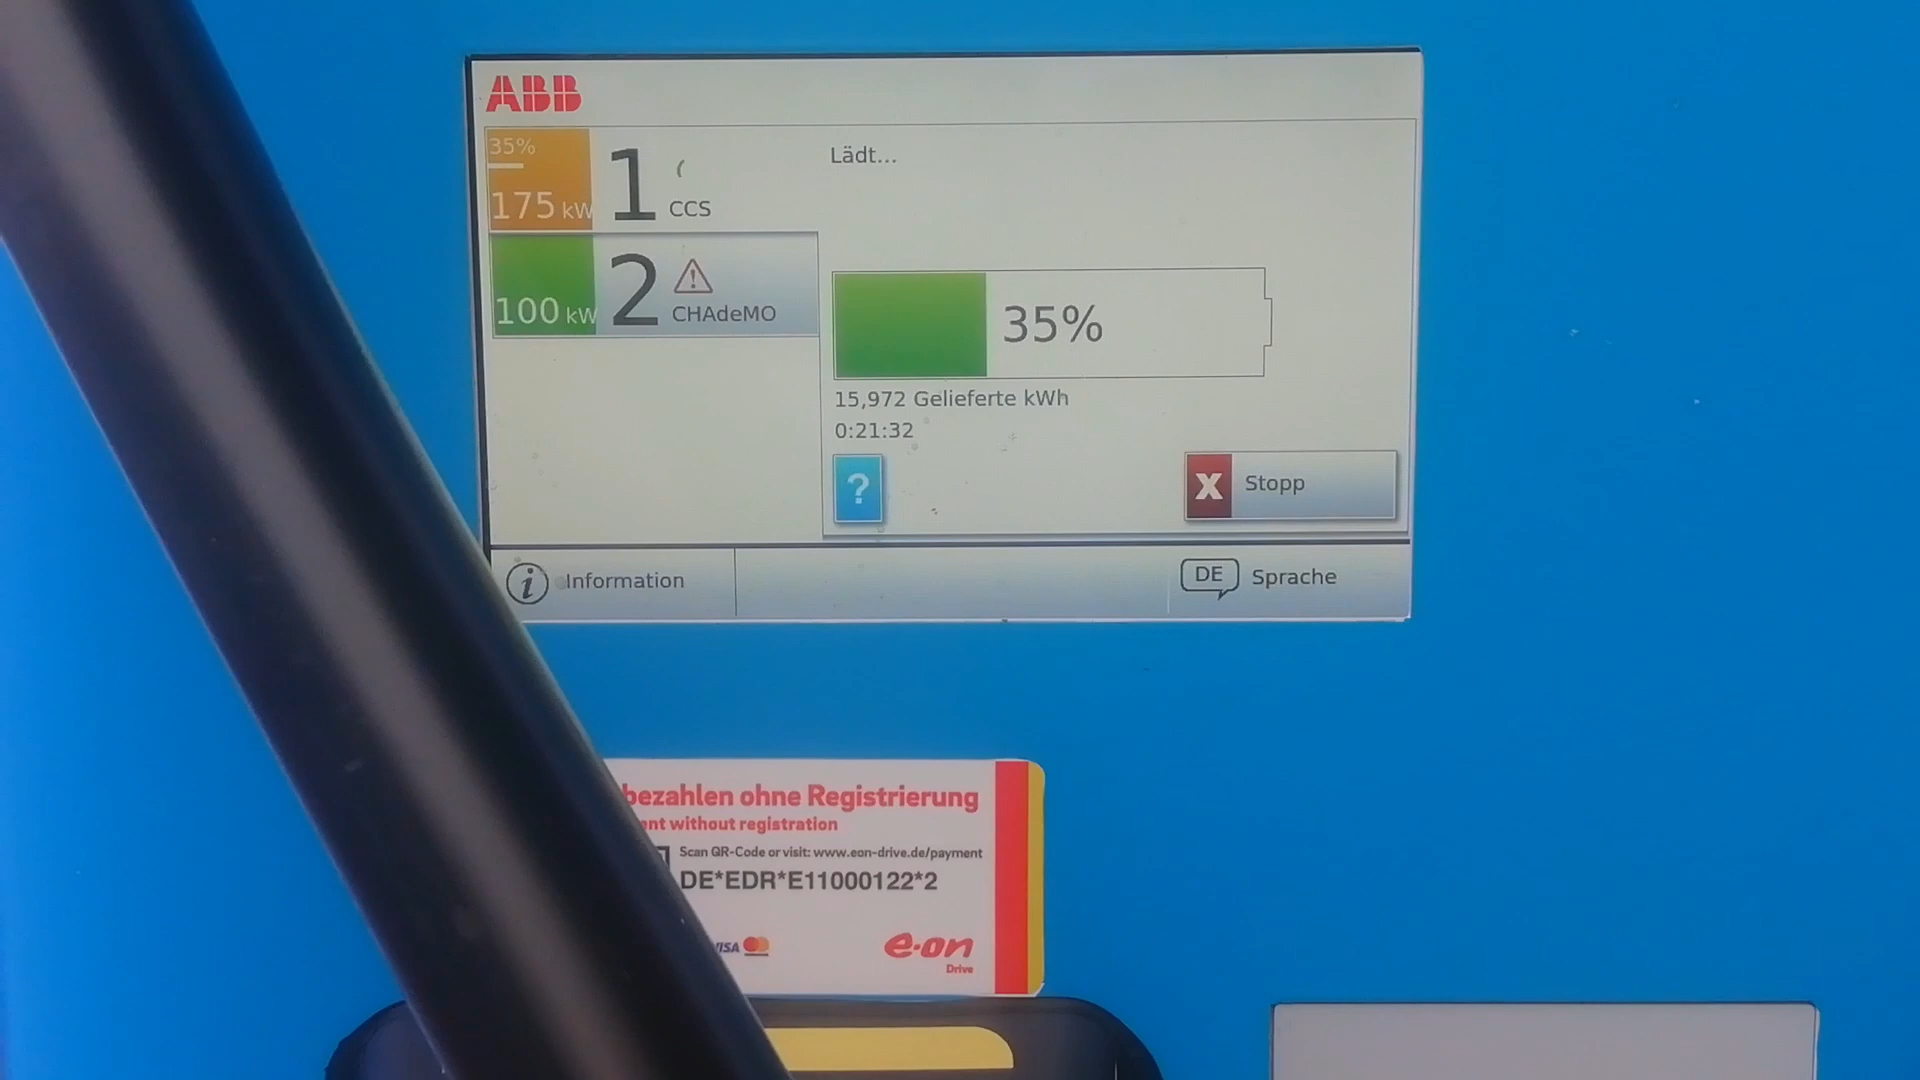 ABB
35%
175 kW
1
CCS
100 kW
2
CHAdeMO
Lädt...
35%
15,972 Gelieferte kWh
0:21:32
?
X Stopp
i Information
DE Sprache
bezahlen ohne Registrierung
without registration
Scan QR-Code or visit: www.eon-drive.de/payment
DE*EDR*E11000122*2
VISA
e·on
Drive